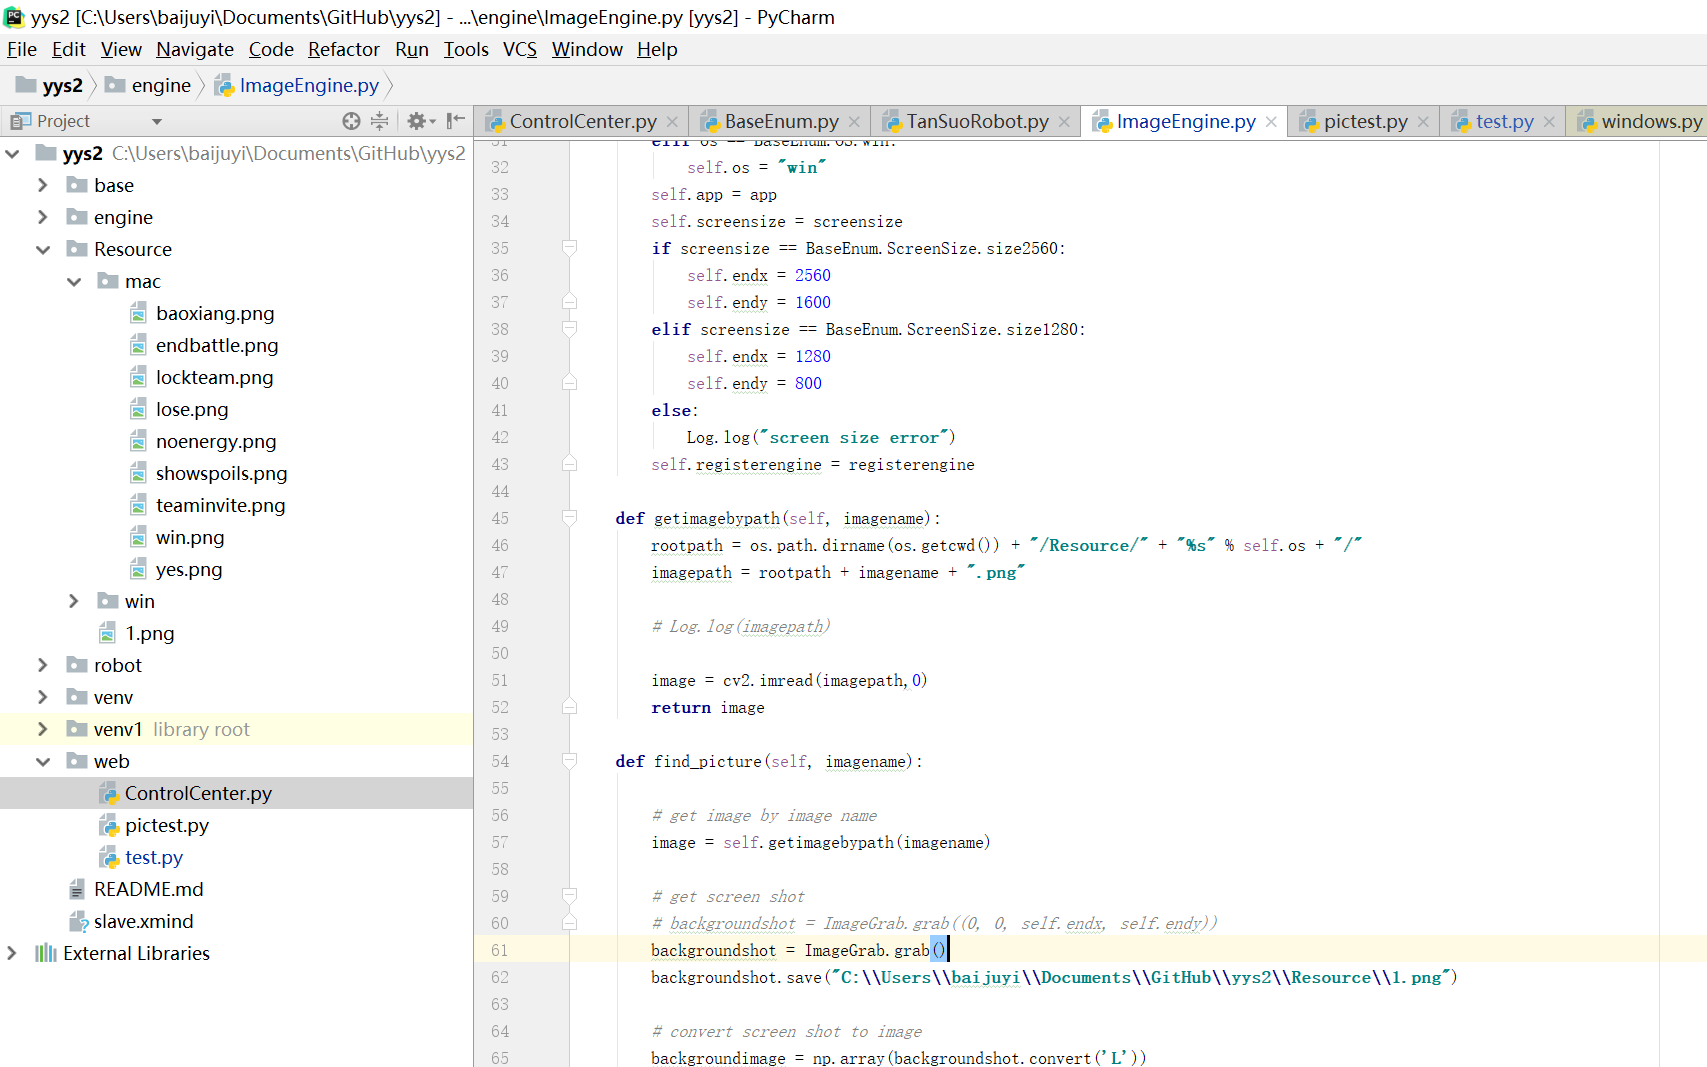 yys2 [C:\Users\baijuyi\Documents\GitHub\yys2] - ...\engine\ImageEngine.py [yys2] - PyCharm
File Edit View Navigate Code Refactor Run Tools VCS Window Help
yys2 engine ImageEngine.py
Project
ControlCenter.py BaseEnum.py TanSuoRobot.py ImageEngine.py pictest.py test.py windows.py
yys2 C:\Users\baijuyi\Documents\GitHub\yys2
base
engine
Resource
mac
baoxiang.png
endbattle.png
lockteam.png
lose.png
noenergy.png
showspoils.png
teaminvite.png
win.png
yes.png
win
1.png
robot
venv
venv1 library root
web
ControlCenter.py
pictest.py
test.py
README.md
slave.xmind
External Libraries
31 elif os == BaseEnum.OS.win:
32 self.os = "win"
33 self.app = app
34 self.screensize = screensize
35 if screensize == BaseEnum.ScreenSize.size2560:
36 self.endx = 2560
37 self.endy = 1600
38 elif screensize == BaseEnum.ScreenSize.size1280:
39 self.endx = 1280
40 self.endy = 800
41 else:
42 Log.log("screen size error")
43 self.registerengine = registerengine
44
45 def getimagebypath(self, imagename):
46 rootpath = os.path.dirname(os.getcwd()) + "/Resource/" + "%s" % self.os + "/"
47 imagepath = rootpath + imagename + ".png"
48
49 # Log.log(imagepath)
50
51 image = cv2.imread(imagepath,0)
52 return image
53
54 def find_picture(self, imagename):
55
56 # get image by image name
57 image = self.getimagebypath(imagename)
58
59 # get screen shot
60 # backgroundshot = ImageGrab.grab((0, 0, self.endx, self.endy))
61 backgroundshot = ImageGrab.grab()
62 backgroundshot.save("C:\\Users\\baijuyi\\Documents\\GitHub\\yys2\\Resource\\1.png")
63
64 # convert screen shot to image
65 backgroundimage = np.array(backgroundshot.convert('L'))